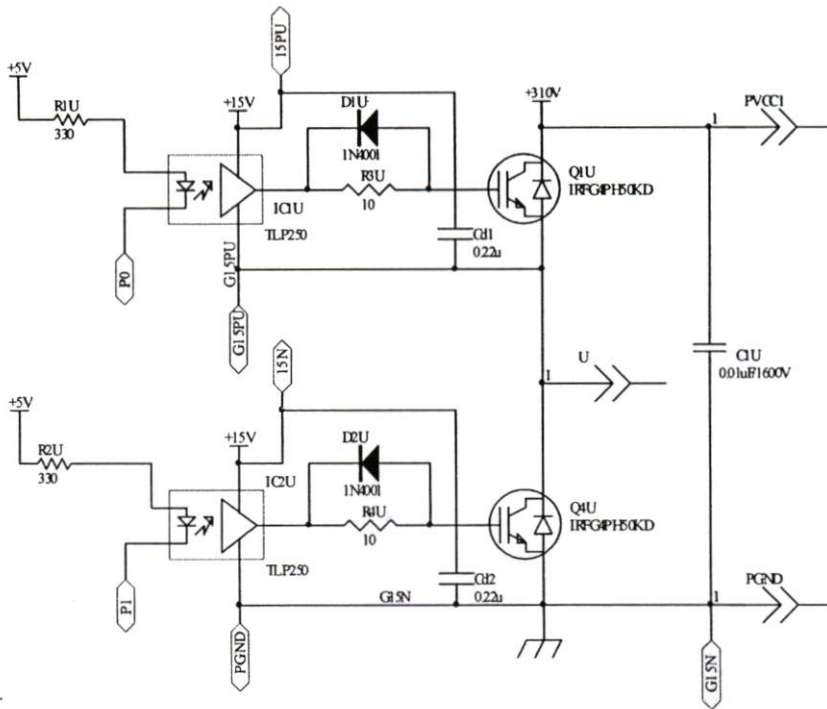 15PU
+5V
R1U
330
+15V
D1U
1N4001
R3U
10
+310V
1
PVCC1
Q1U
IRFG4PH50KD
IC1U
TLP250
Cd1
0.22u
P0
G15PU
G15PU
15N
U
1
C1U
0.01uF/1600V
+5V
R2U
330
+15V
IC2U
D2U
1N4001
R4U
10
Q4U
IRFG4PH50KD
TLP250
Cd2
0.22u
P1
G15N
PGND
1
PGND
G15N